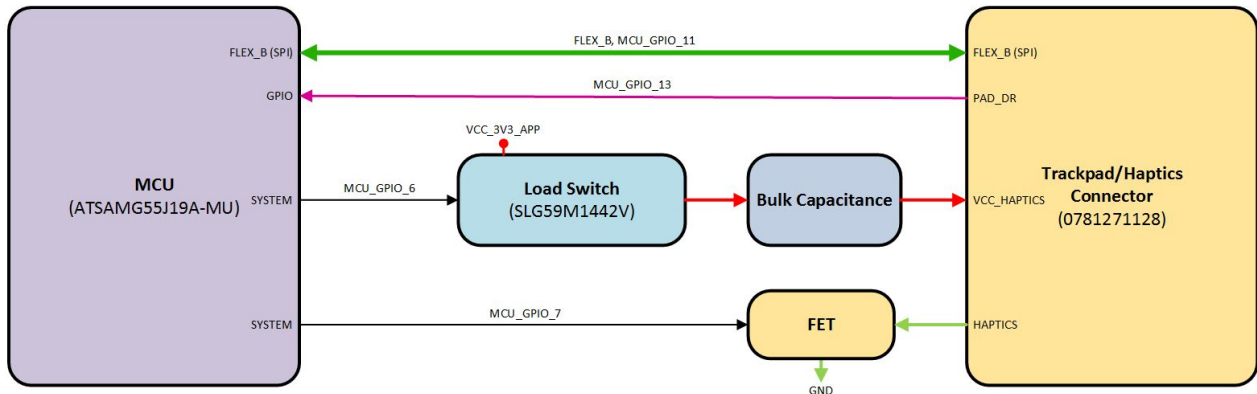 FLEX_B, MCU_GPIO_11
FLEX_B (SPI)
FLEX_B (SPI)
MCU_GPIO_13
GPIO
PAD_DR
VCC_3V3_APP
MCU
(ATSAMG55J19A-MU)
SYSTEM
MCU_GPIO_6
Load Switch
(SLG59M1442V)
Bulk Capacitance
VCC_HAPTICS
Trackpad/Haptics
Connector
(0781271128)
SYSTEM
MCU_GPIO_7
FET
HAPTICS
GND